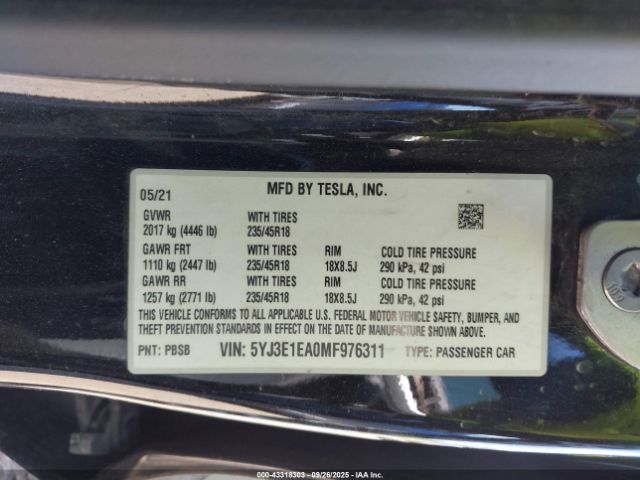 05/21 MFD BY TESLA, INC.
GVWR WITH TIRES
2017 kg (4446 lb) 235/45R18
GAWR FRT WITH TIRES RIM COLD TIRE PRESSURE
1110 kg (2447 lb) 235/45R18 18X8.5J 290 kPa, 42 psi
GAWR RR WITH TIRES RIM COLD TIRE PRESSURE
1257 kg (2771 lb) 235/45R18 18X8.5J 290 kPa, 42 psi
THIS VEHICLE CONFORMS TO ALL APPLICABLE U.S. FEDERAL MOTOR VEHICLE SAFETY, BUMPER, AND
THEFT PREVENTION STANDARDS IN EFFECT ON THE DATE OF MANUFACTURE SHOWN ABOVE.
PNT: PBSB VIN: 5YJ3E1EA0MF976311 TYPE: PASSENGER CAR
000-43318303 - 09/26/2025 - IAA Inc.